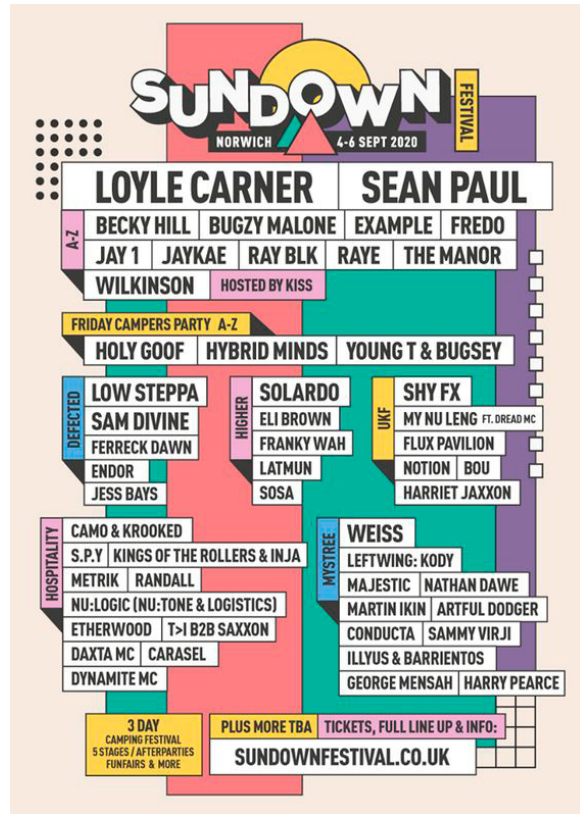 SUNDOWN
FESTIVAL
NORWICH 4-6 SEPT 2020
LOYLE CARNER SEAN PAUL
A-Z
BECKY HILL BUGZY MALONE EXAMPLE FREDO
JAY 1 JAYKAE RAY BLK RAYE THE MANOR
WILKINSON HOSTED BY KISS
FRIDAY CAMPERS PARTY A-Z
HOLY GOOF HYBRID MINDS YOUNG T & BUGSEY
DEFECTED
LOW STEPPA
SAM DIVINE
FERRECK DAWN
ENDOR
JESS BAYS
HIGHER
SOLARDO
ELI BROWN
FRANKY WAH
LATMUN
SOSA
UKF
SHY FX
MY NU LENG FT. DREAD MC
FLUX PAVILION
NOTION BOU
HARRIET JAXXON
HOSPITALITY
CAMO & KROOKED
S.P.Y KINGS OF THE ROLLERS & INJA
METRIK RANDALL
NU:LOGIC (NU:TONE & LOGISTICS)
ETHERWOOD T>I B2B SAXXON
DAXTA MC CARASEL
DYNAMITE MC
MYSTREE
WEISS
LEFTWING: KODY
MAJESTIC NATHAN DAWE
MARTIN IKIN ARTFUL DODGER
CONDUCTA SAMMY VIRJI
ILLYUS & BARRIENTOS
GEORGE MENSAH HARRY PEARCE
3 DAY
CAMPING FESTIVAL
5 STAGES / AFTERPARTIES
FUNFAIRS & MORE
PLUS MORE TBA TICKETS, FULL LINE UP & INFO:
SUNDOWNFESTIVAL.CO.UK